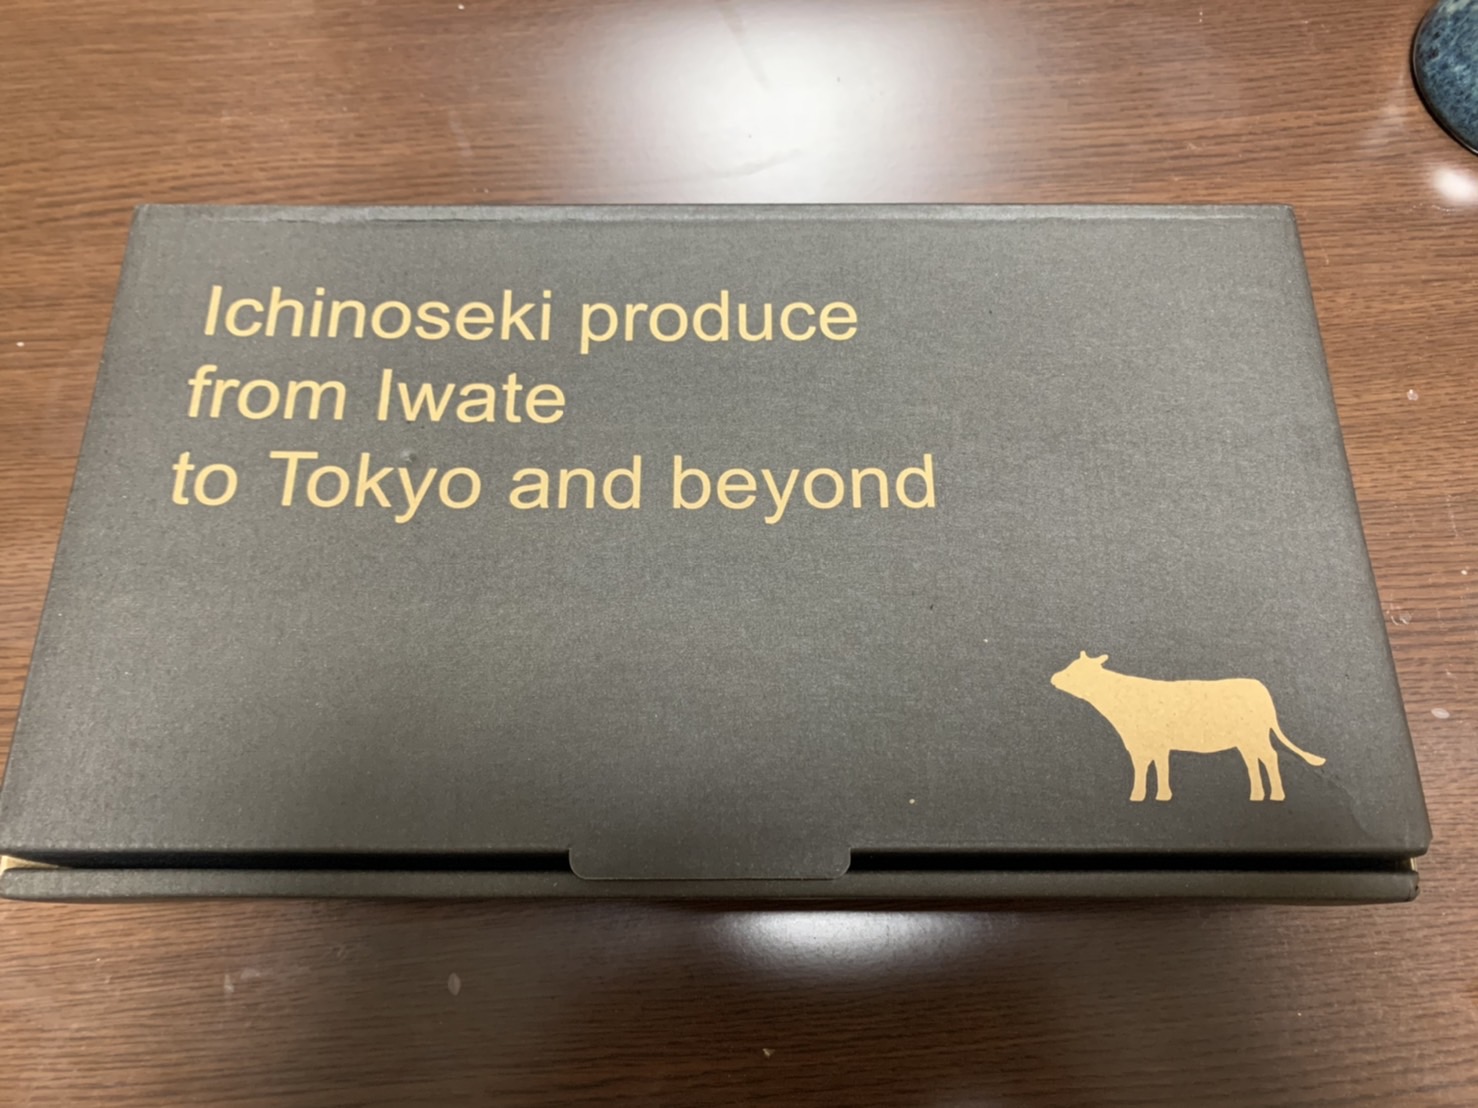 Ichinoseki produce
from Iwate
to Tokyo and beyond